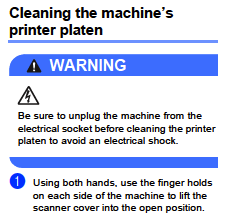 Cleaning the machine's
printer platen
WARNING
Be sure to unplug the machine from the
electrical socket before cleaning the printer
platen to avoid an electrical shock.
1 Using both hands, use the finger holds
on each side of the machine to lift the
scanner cover into the open position.